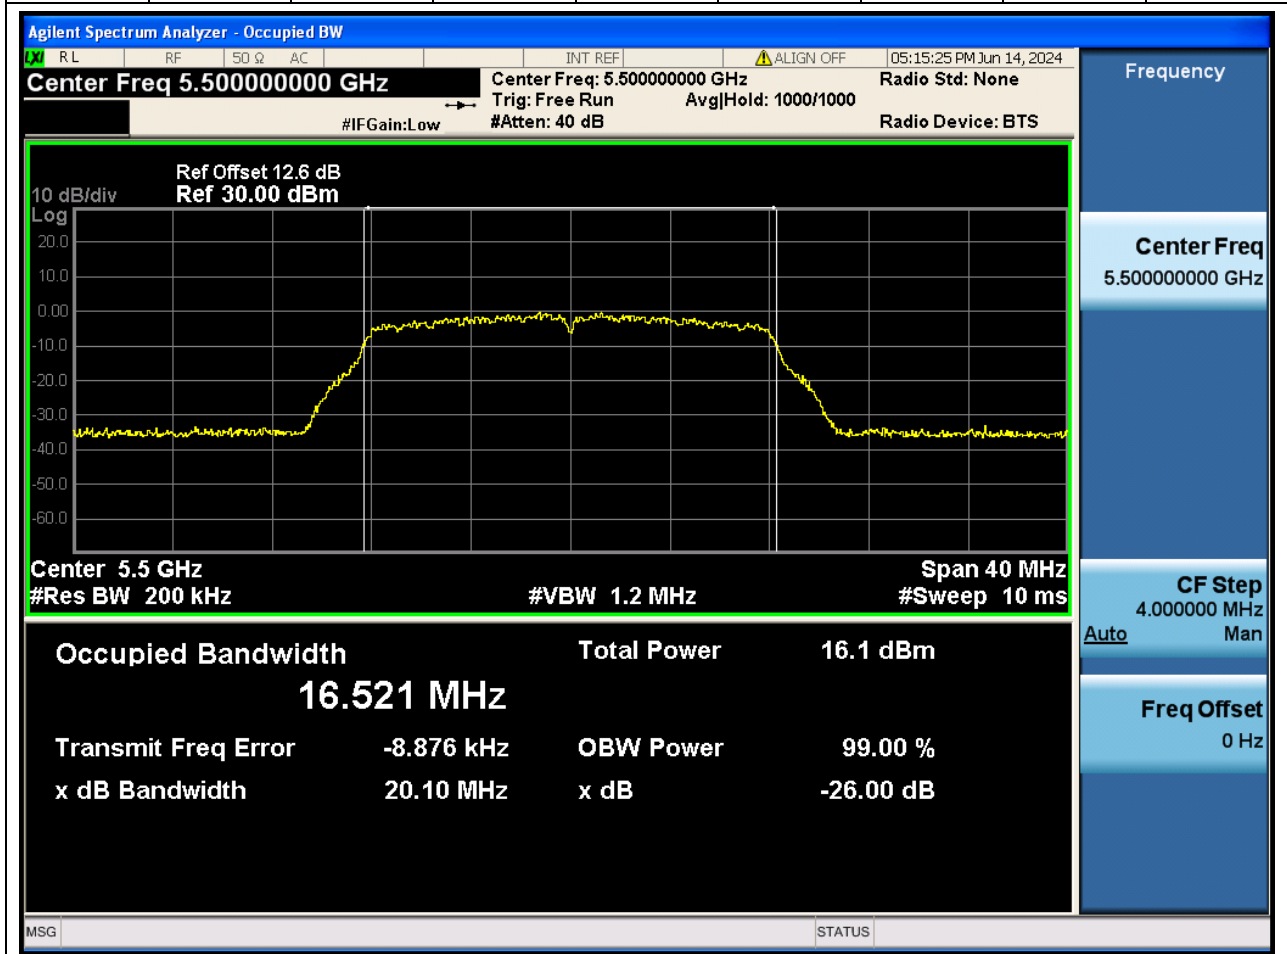 Agilent Spectrum Analyzer - Occupied BW
LXI RL RF 50 Ω AC INT REF ALIGN OFF 05:15:25 PM Jun 14, 2024
Center Freq 5.500000000 GHz
Center Freq: 5.500000000 GHz
Radio Std: None
Trig: Free Run Avg|Hold: 1000/1000
#IFGain:Low
#Atten: 40 dB
Radio Device: BTS
Frequency
Ref Offset 12.6 dB
10 dB/div Ref 30.00 dBm
Log
20.0
10.0
0.00
-10.0
-20.0
-30.0
-40.0
-50.0
-60.0
Center 5.5 GHz Span 40 MHz
#Res BW 200 kHz #VBW 1.2 MHz #Sweep 10 ms
Occupied Bandwidth
16.521 MHz
Total Power 16.1 dBm
Transmit Freq Error -8.876 kHz OBW Power 99.00 %
x dB Bandwidth 20.10 MHz x dB -26.00 dB
Center Freq
5.500000000 GHz
CF Step
4.000000 MHz
Auto Man
Freq Offset
0 Hz
MSG STATUS